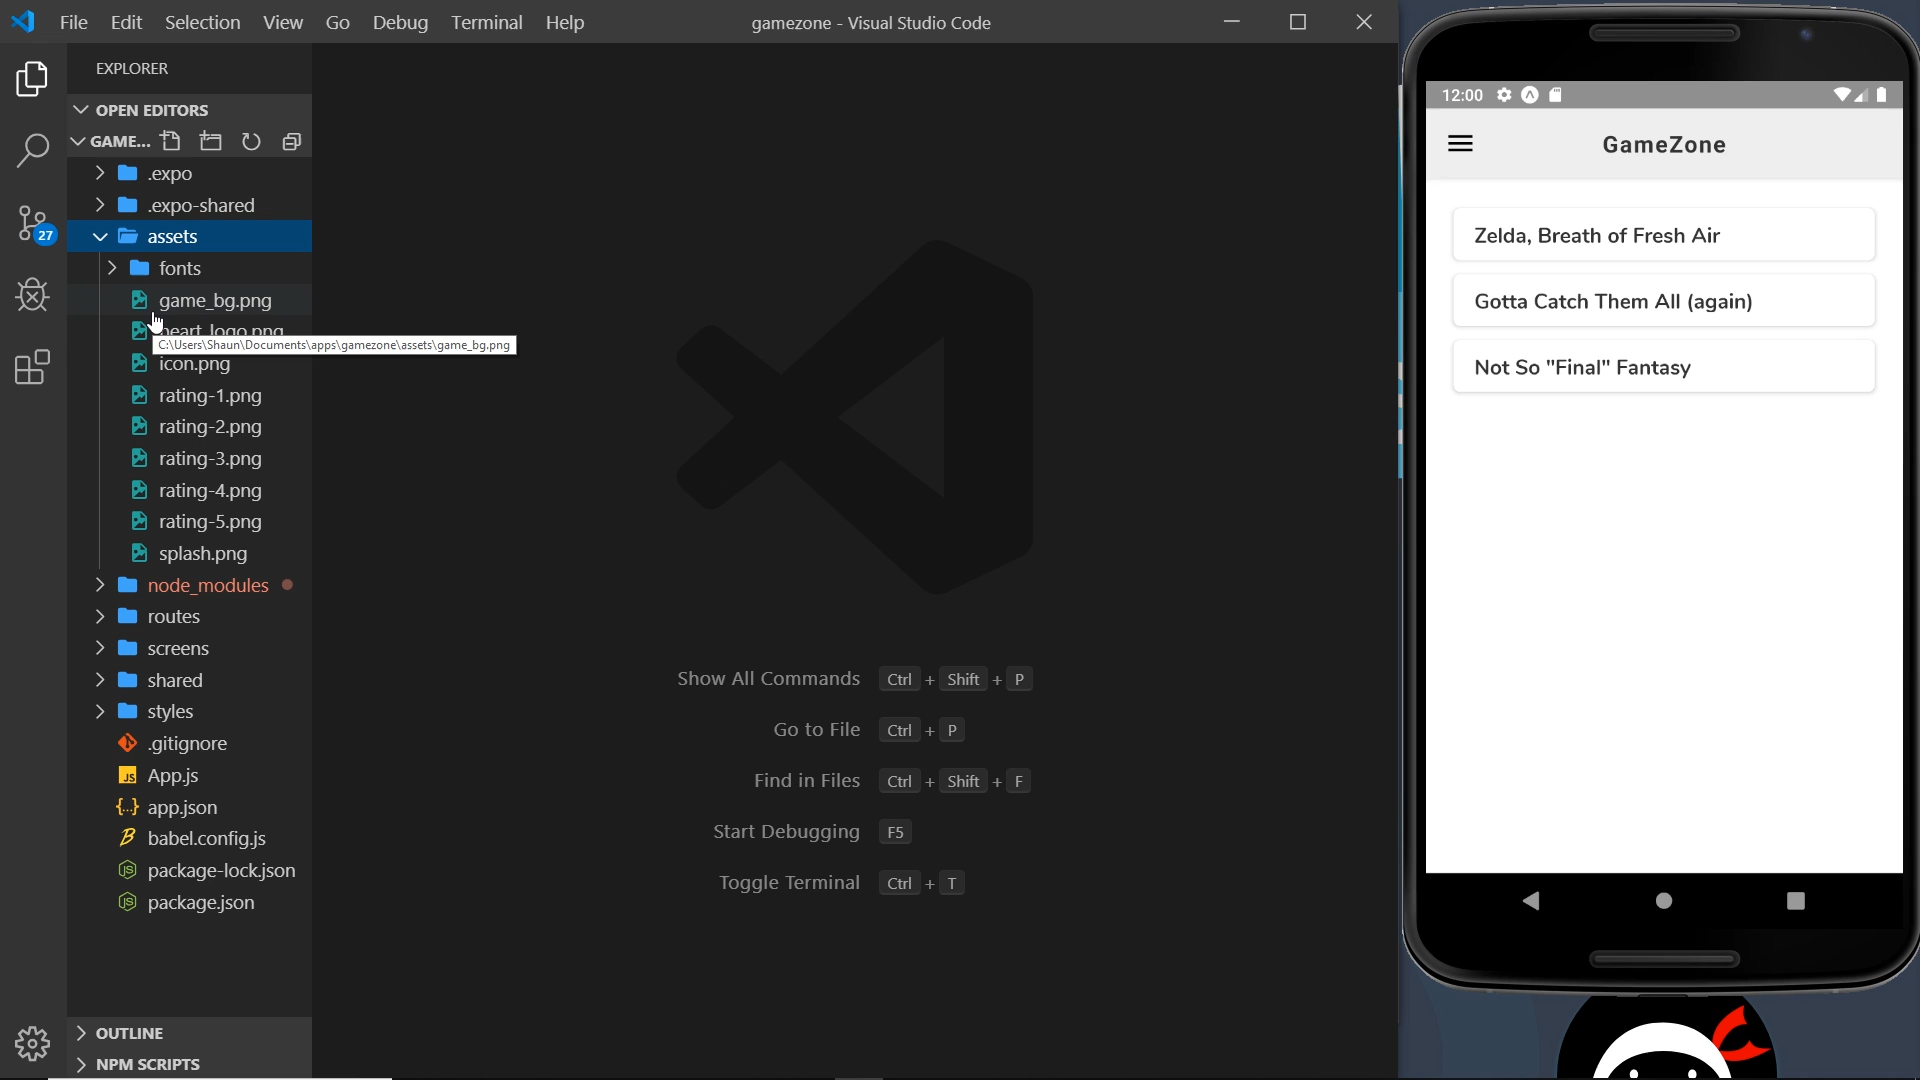 File Edit Selection View Go Debug Terminal Help
gamezone - Visual Studio Code
EXPLORER
OPEN EDITORS
GAME...
.expo
.expo-shared
assets
fonts
game_bg.png
heart_logo.png
C:\Users\Shaun\Documents\apps\gamezone\assets\game_bg.png
icon.png
rating-1.png
rating-2.png
rating-3.png
rating-4.png
rating-5.png
splash.png
node_modules
routes
screens
shared
styles
.gitignore
JS App.js
{...} app.json
babel.config.js
package-lock.json
package.json
OUTLINE
NPM SCRIPTS
27
Show All Commands Ctrl + Shift + P
Go to File Ctrl + P
Find in Files Ctrl + Shift + F
Start Debugging F5
Toggle Terminal Ctrl + T
12:00
GameZone
Zelda, Breath of Fresh Air
Gotta Catch Them All (again)
Not So "Final" Fantasy